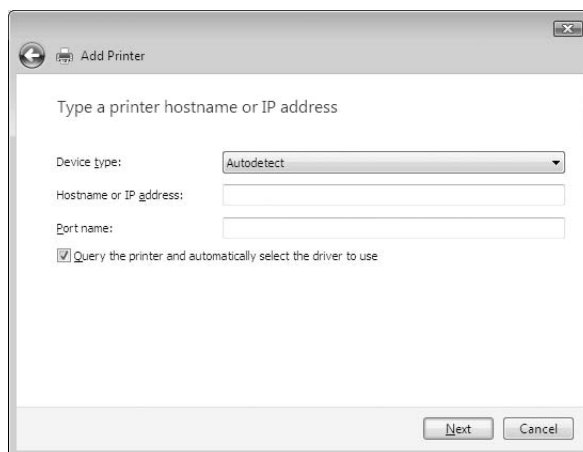 Add Printer
Type a printer hostname or IP address
Device type: Autodetect
Hostname or IP address:
Port name:
Query the printer and automatically select the driver to use
Next Cancel